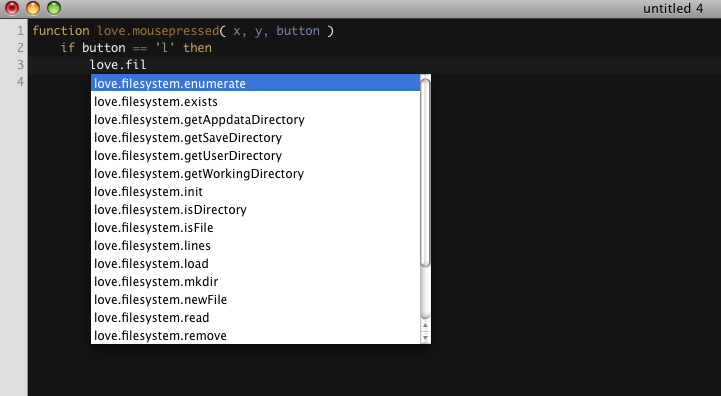 untitled 4
1 function love.mousepressed( x, y, button )
2 if button == 'l' then
3 love.fil
4
love.filesystem.enumerate
love.filesystem.exists
love.filesystem.getAppdataDirectory
love.filesystem.getSaveDirectory
love.filesystem.getUserDirectory
love.filesystem.getWorkingDirectory
love.filesystem.init
love.filesystem.isDirectory
love.filesystem.isFile
love.filesystem.lines
love.filesystem.load
love.filesystem.mkdir
love.filesystem.newFile
love.filesystem.read
love.filesystem.remove